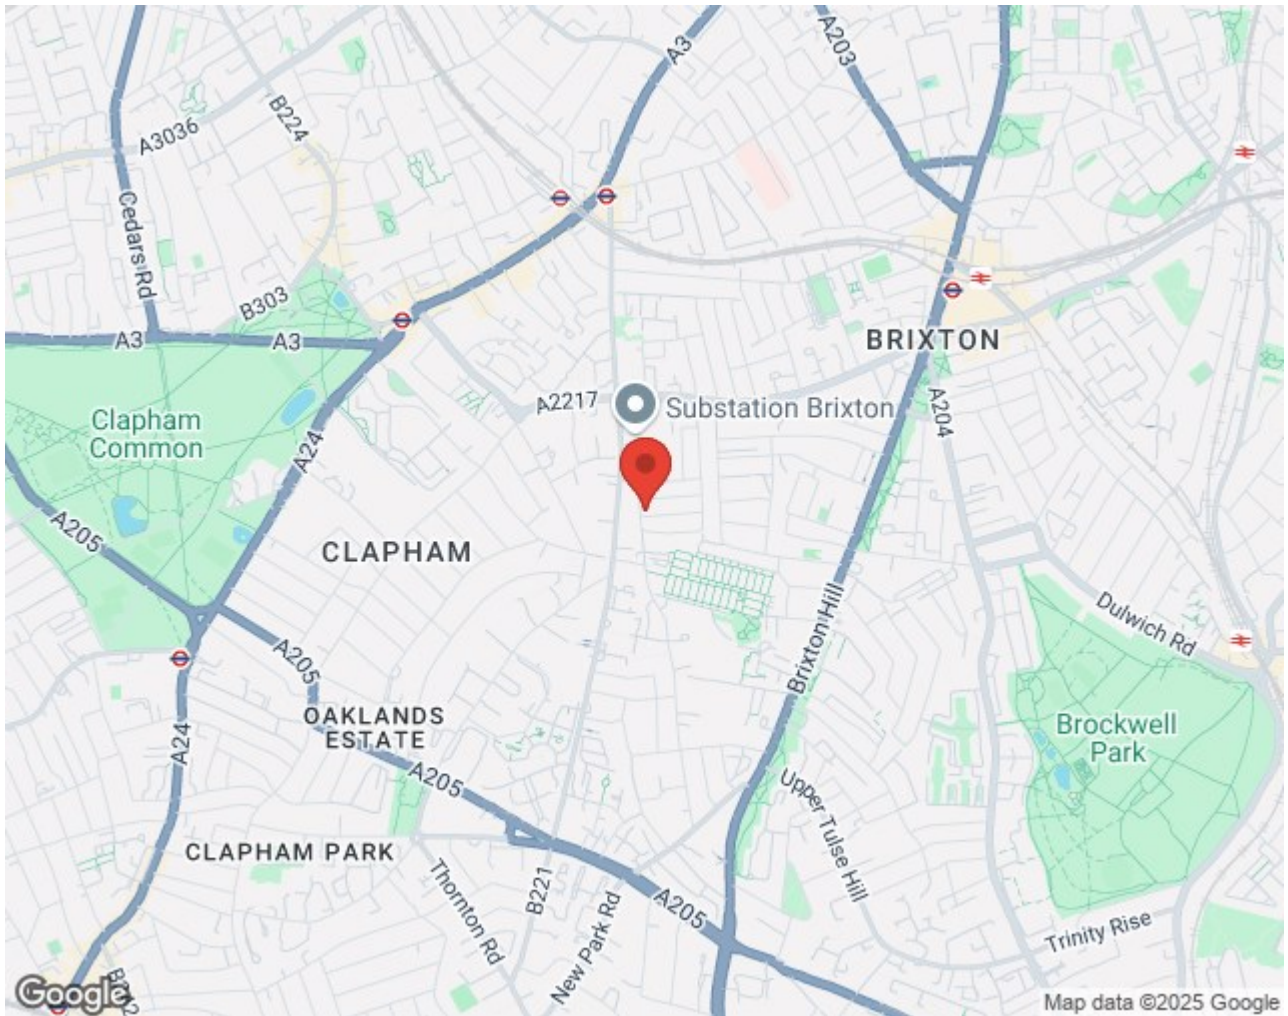 A3
A203
A3036
B224
Cedars Rd
B303
A3
A3
BRIXTON
A2217
Substation Brixton
A204
Clapham
Common
A24
A205
CLAPHAM
Dulwich Rd
Brixton Hill
A205
OAKLANDS
ESTATE
A24
Brockwell
Park
A205
Upper Tulse Hill
CLAPHAM PARK
Thornton Rd
B221
New Park Rd
A205
Trinity Rise
Google
Map data ©2025 Google